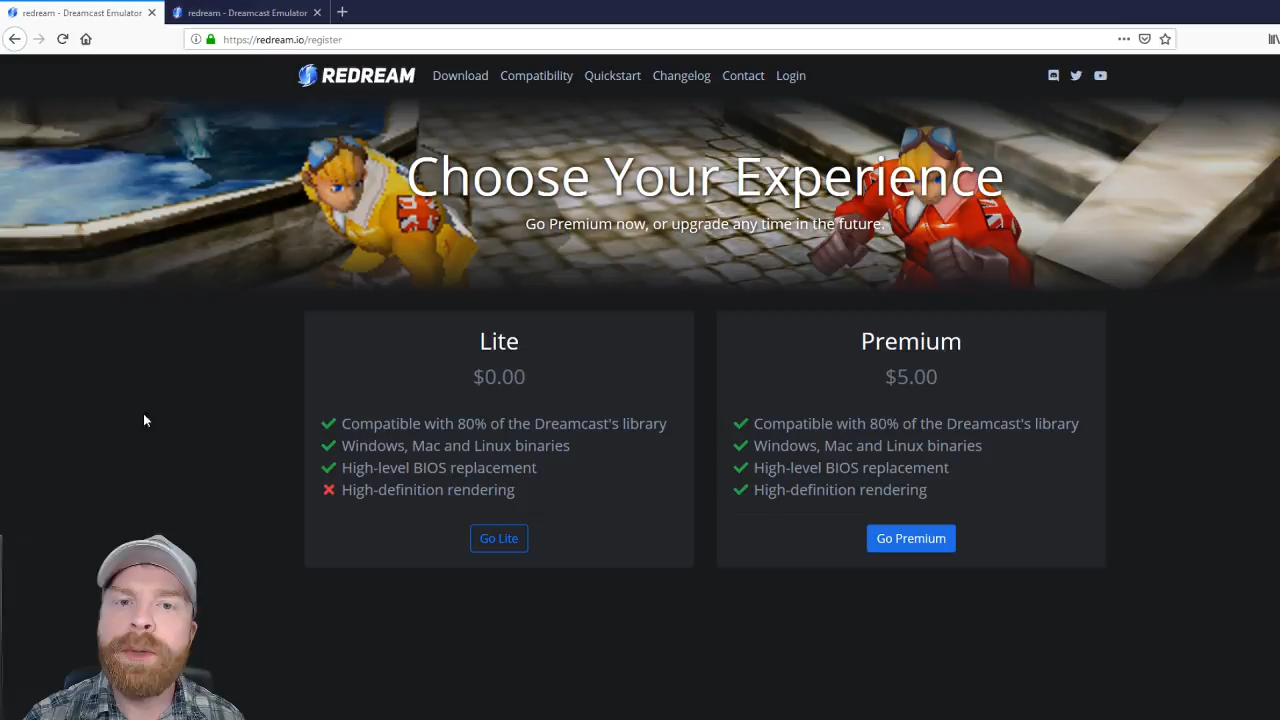 redream - Dreamcast Emulator
redream - Dreamcast Emulator
https://redream.io/register
REDREAM
Download
Compatibility
Quickstart
Changelog
Contact
Login
Choose Your Experience
Go Premium now, or upgrade any time in the future.
Lite
$0.00
Compatible with 80% of the Dreamcast's library
Windows, Mac and Linux binaries
High-level BIOS replacement
High-definition rendering
Go Lite
Premium
$5.00
Compatible with 80% of the Dreamcast's library
Windows, Mac and Linux binaries
High-level BIOS replacement
High-definition rendering
Go Premium